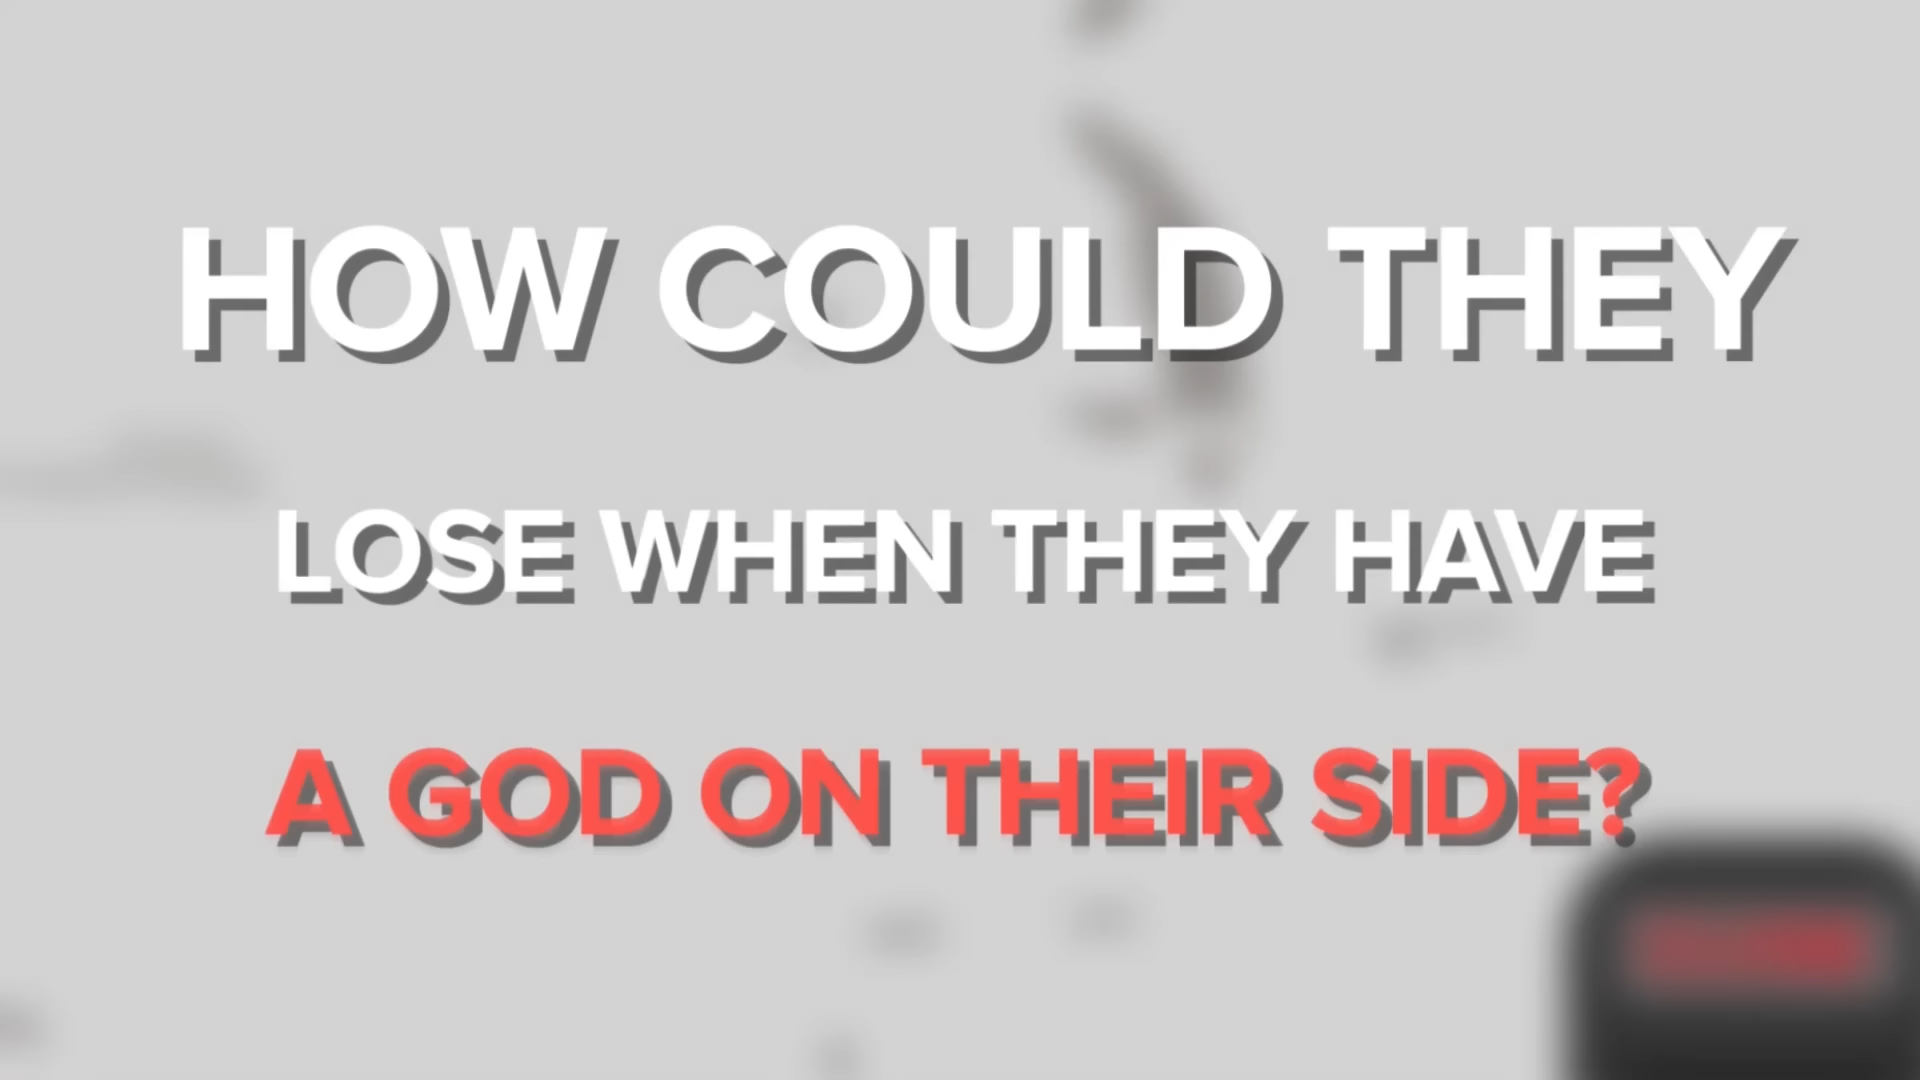 HOW COULD THEY
LOSE WHEN THEY HAVE
A GOD ON THEIR SIDE?